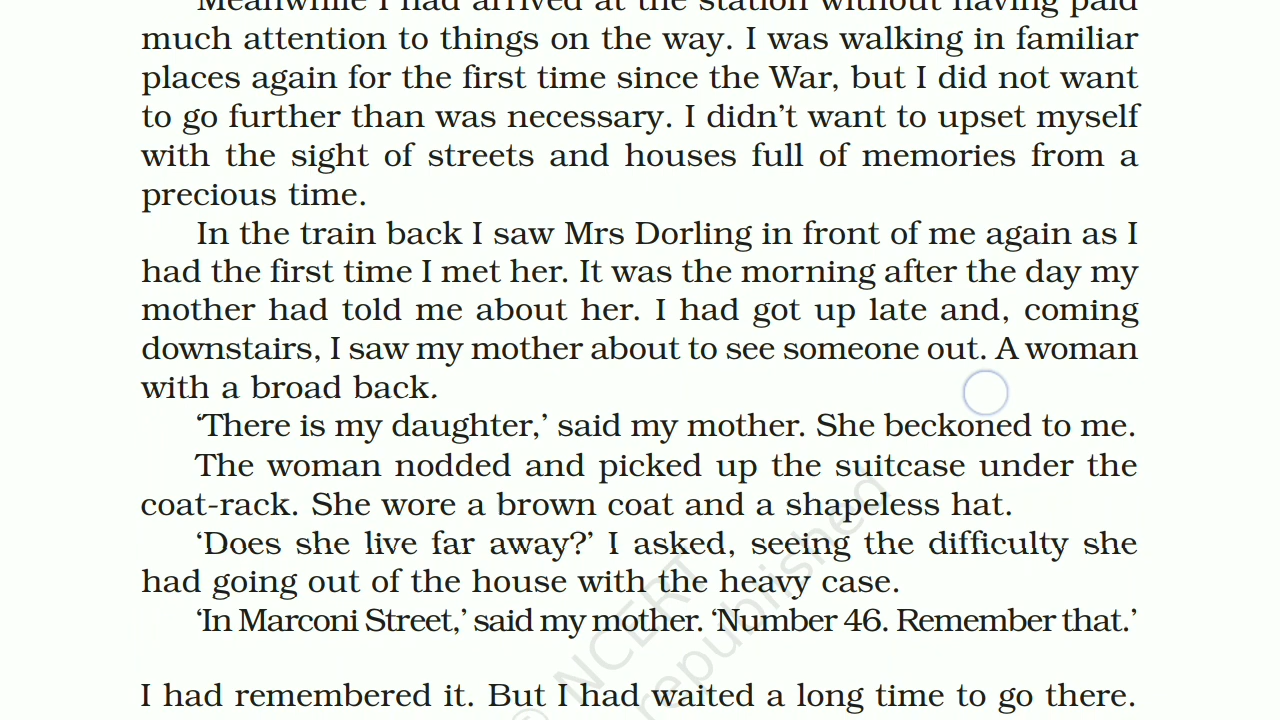 Meanwhile I had arrived at the station without having paid
much attention to things on the way. I was walking in familiar
places again for the first time since the War, but I did not want
to go further than was necessary. I didn’t want to upset myself
with the sight of streets and houses full of memories from a
precious time.
In the train back I saw Mrs Dorling in front of me again as I
had the first time I met her. It was the morning after the day my
mother had told me about her. I had got up late and, coming
downstairs, I saw my mother about to see someone out. A woman
with a broad back.
‘There is my daughter,’ said my mother. She beckoned to me.
The woman nodded and picked up the suitcase under the
coat-rack. She wore a brown coat and a shapeless hat.
‘Does she live far away?’ I asked, seeing the difficulty she
had going out of the house with the heavy case.
‘In Marconi Street,’ said my mother. ‘Number 46. Remember that.’
I had remembered it. But I had waited a long time to go there.
© NCERT
republished